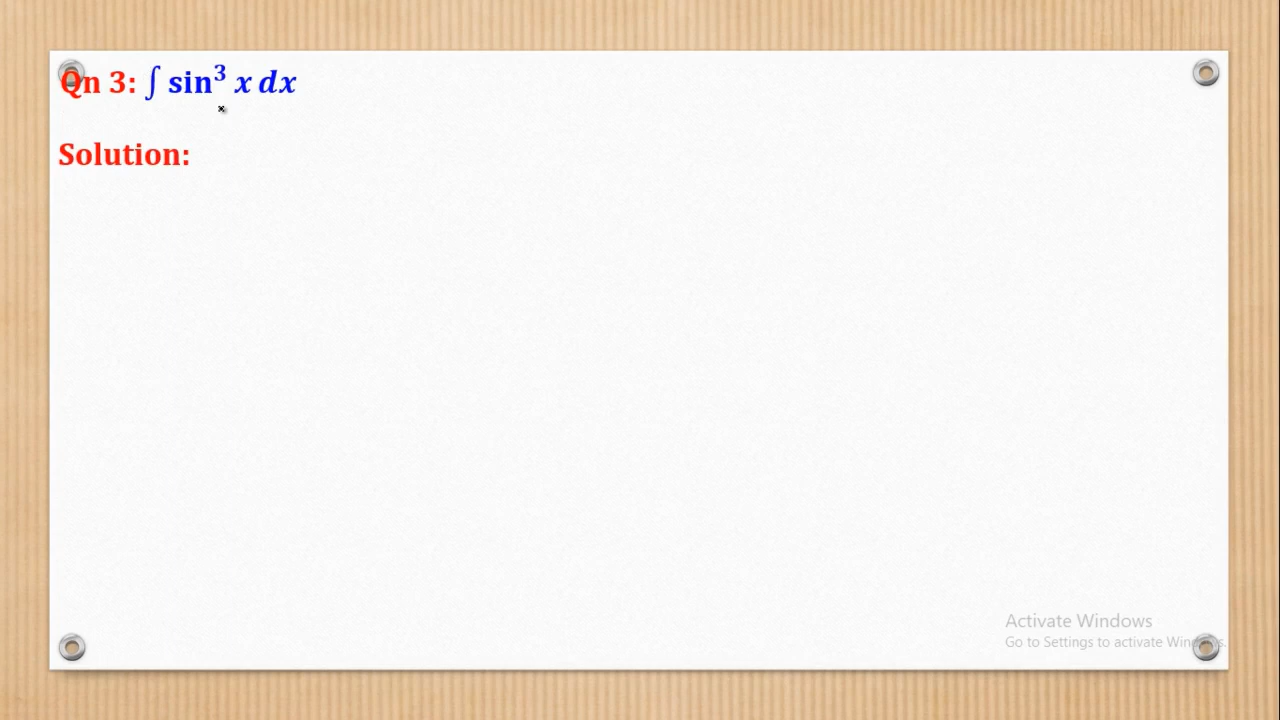 Qn 3: ∫ sin³ x dx
Solution:
Activate Windows
Go to Settings to activate Windows.